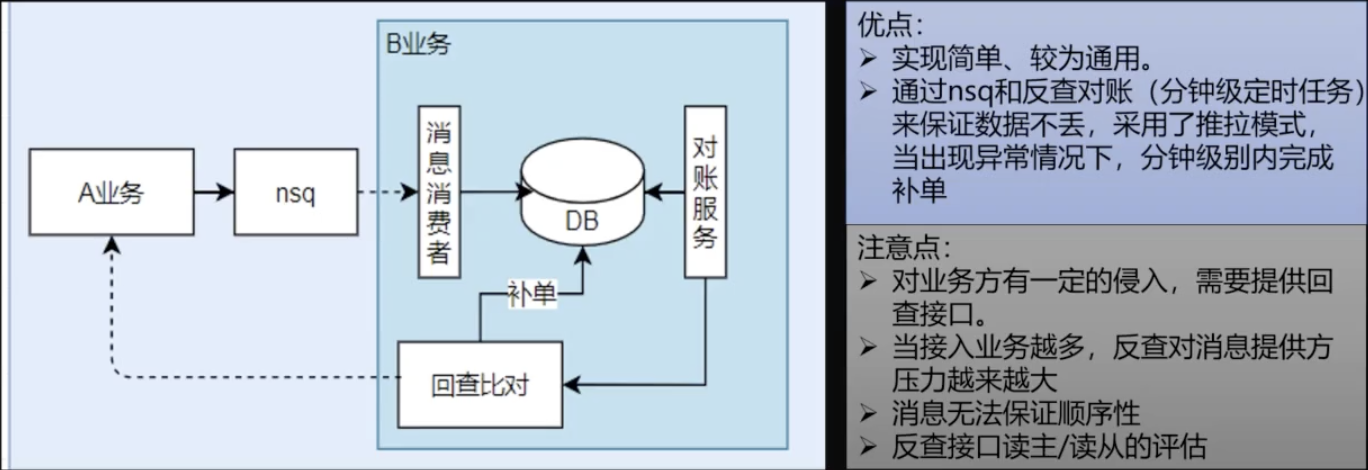 B业务
A业务
nsq
消息消费者
DB
对账服务
补单
回查比对
优点：
➢ 实现简单、较为通用。
➢ 通过nsq和反查对账（分钟级定时任务）
来保证数据不丢，采用了推拉模式，
当出现异常情况下，分钟级别内完成
补单
注意点：
➢ 对业务方有一定的侵入，需要提供回
查接口。
➢ 当接入业务越多，反查对消息提供方
压力越来越大
➢ 消息无法保证顺序性
➢ 反查接口读主/读从的评估